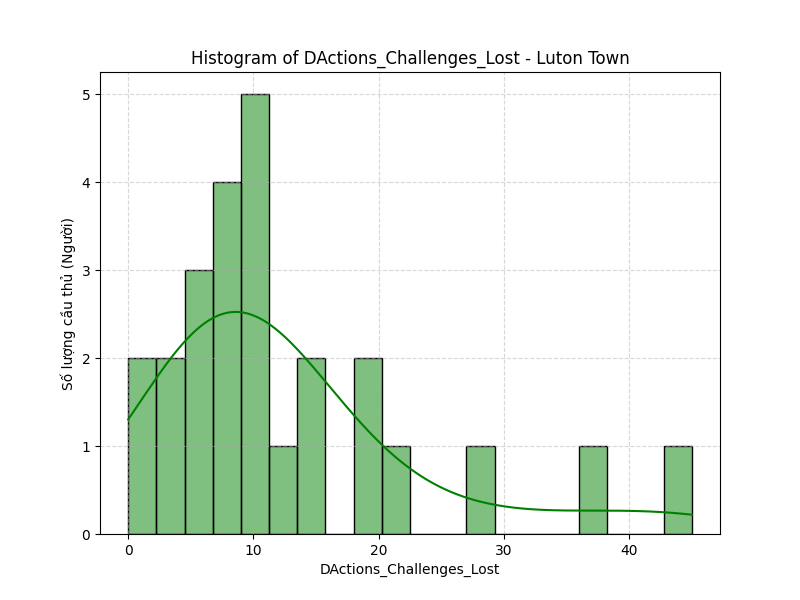 Histogram of DActions_Challenges_Lost - Luton Town
Số lượng cầu thủ (Người)
5
4
3
2
1
0
0 10 20 30 40
DActions_Challenges_Lost